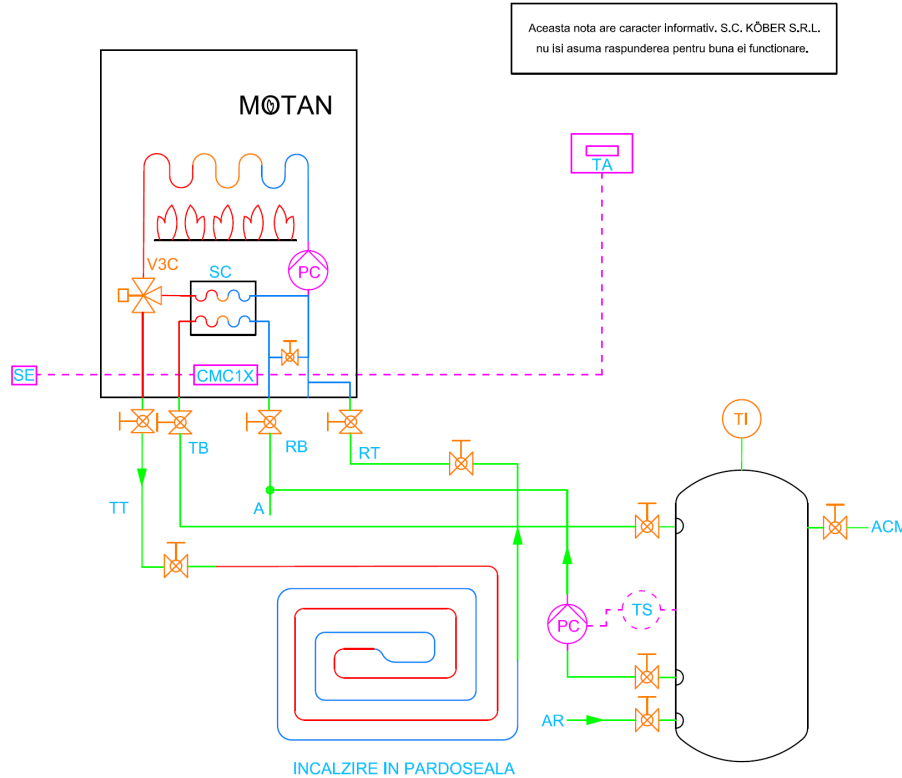 Aceasta nota are caracter informativ. S.C. KÖBER S.R.L.
nu isi asuma raspunderea pentru buna ei functionare.
MOTAN
TA
V3C
SC
PC
SE
CMC1X
TB
RB
RT
TI
TT
A
ACM
PC
TS
AR
INCALZIRE IN PARDOSEALA